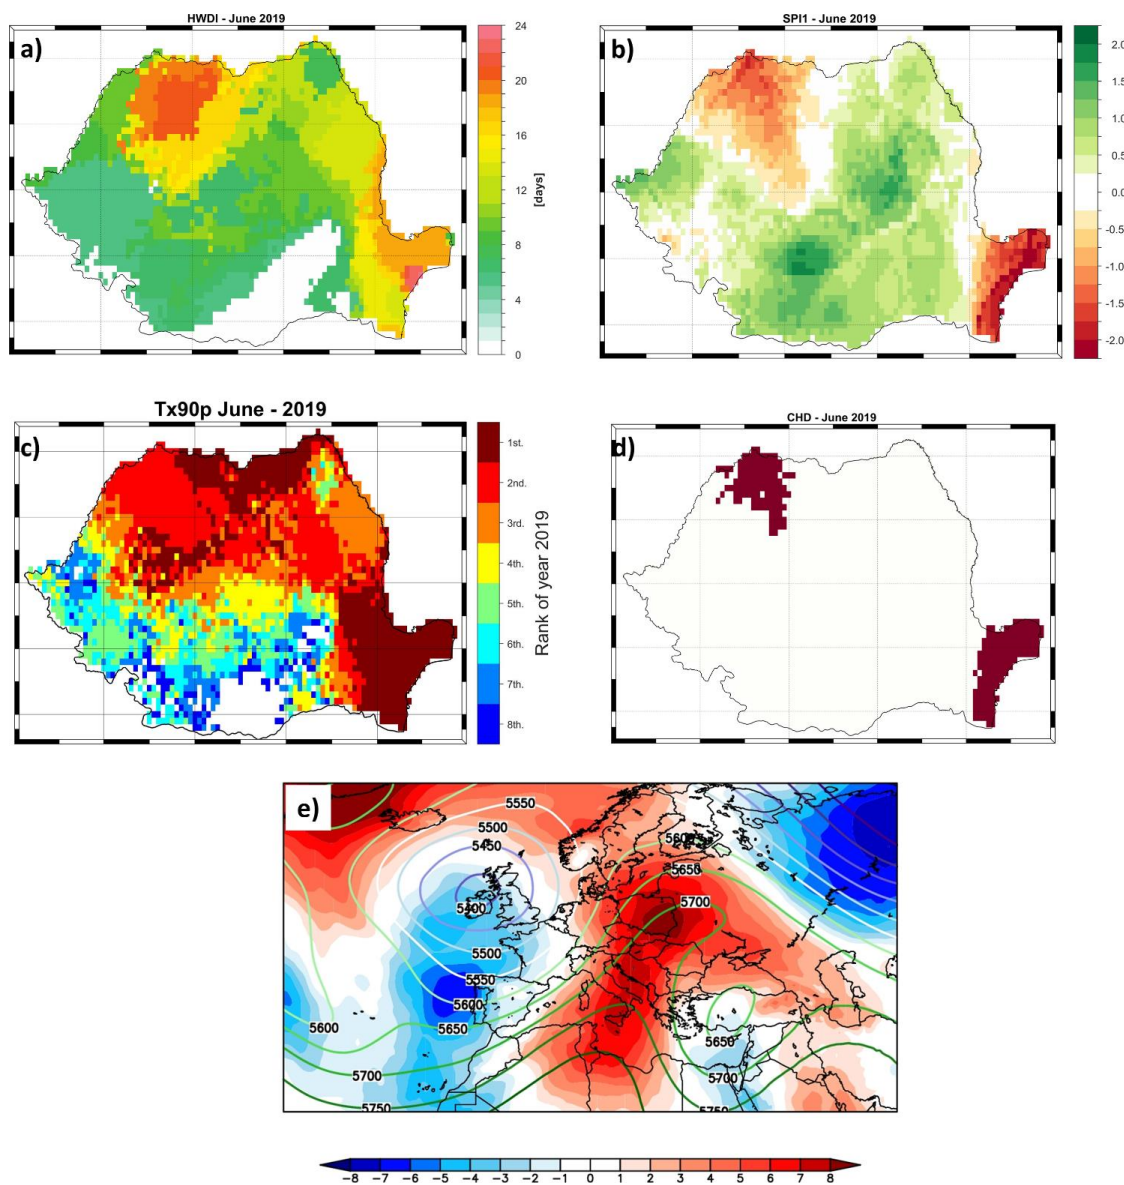 HWDI - June 2019
a)
24
20
16
12
8
4
0
[days]
SPI1 - June 2019
b)
2.0
1.5
1.0
0.5
0.0
-0.5
-1.0
-1.5
-2.0
Tx90p June - 2019
c)
1st.
2nd.
3rd.
4th.
5th.
6th.
7th.
8th.
Rank of year 2019
CHD - June 2019
d)
e)
5550
5500
5450
5400
5500
5550
5600
5650
5600
5700
5750
5600
5650
5700
5650
5700
5750
-8 -7 -6 -5 -4 -3 -2 -1 0 1 2 3 4 5 6 7 8